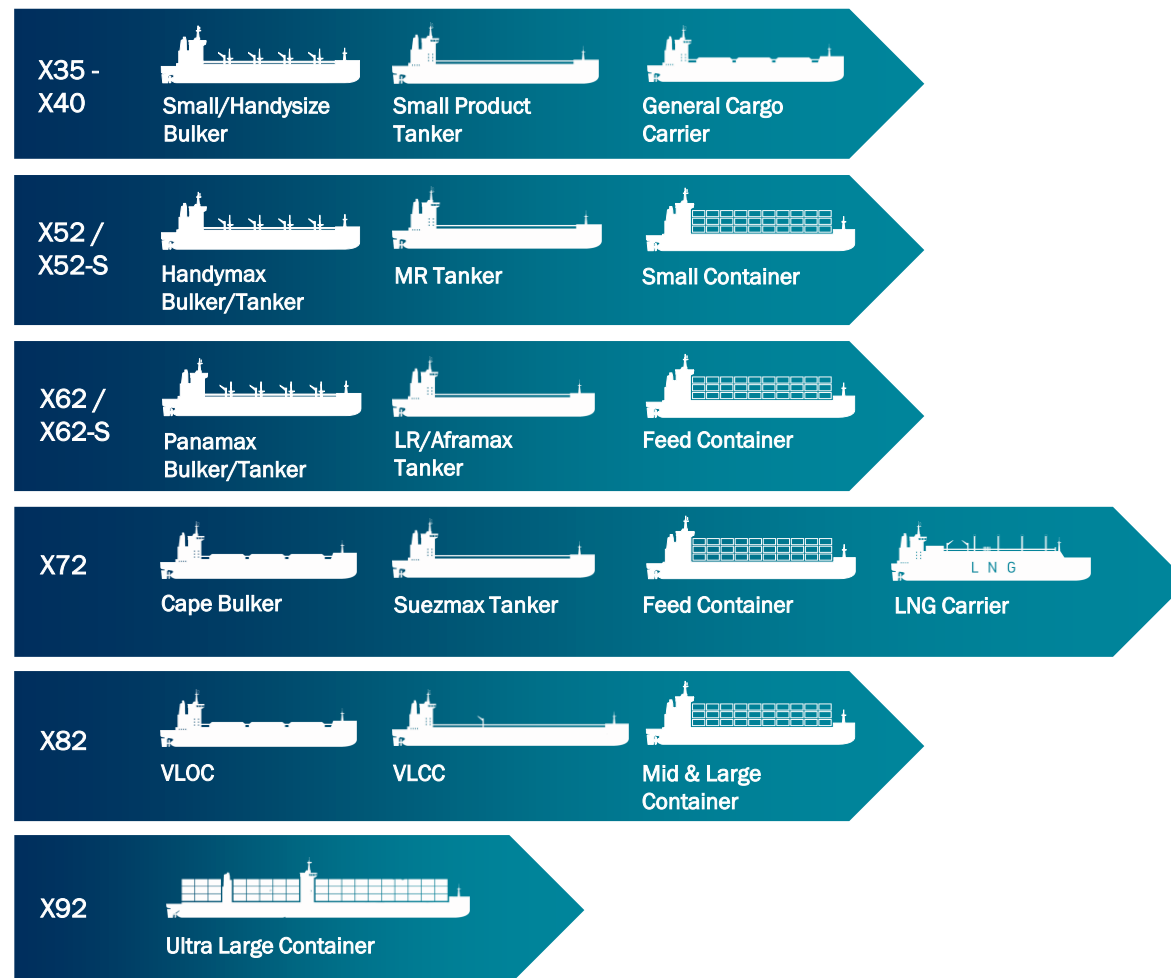 X35 -
X40
Small/Handysize
Bulker
Small Product
Tanker
General Cargo
Carrier
X52 /
X52-S
Handymax
Bulker/Tanker
MR Tanker
Small Container
X62 /
X62-S
Panamax
Bulker/Tanker
LR/Aframax
Tanker
Feed Container
X72
Cape Bulker
Suezmax Tanker
Feed Container
L N G
LNG Carrier
X82
VLOC
VLCC
Mid & Large
Container
X92
Ultra Large Container